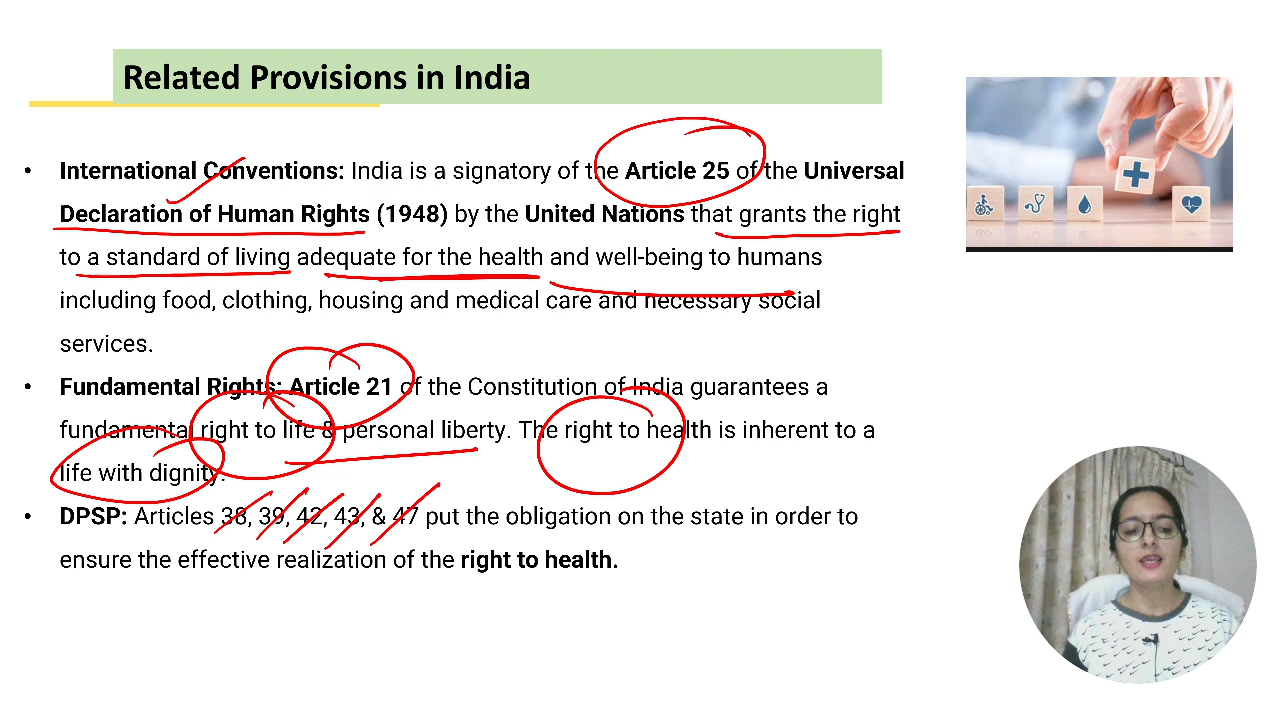 Related Provisions in India
• International Conventions: India is a signatory of the Article 25 of the Universal
Declaration of Human Rights (1948) by the United Nations that grants the right
to a standard of living adequate for the health and well-being to humans
including food, clothing, housing and medical care and necessary social
services.
• Fundamental Rights: Article 21 of the Constitution of India guarantees a
fundamental right to life & personal liberty. The right to health is inherent to a
life with dignity.
• DPSP: Articles 38, 39, 42, 43, & 47 put the obligation on the state in order to
ensure the effective realization of the right to health.